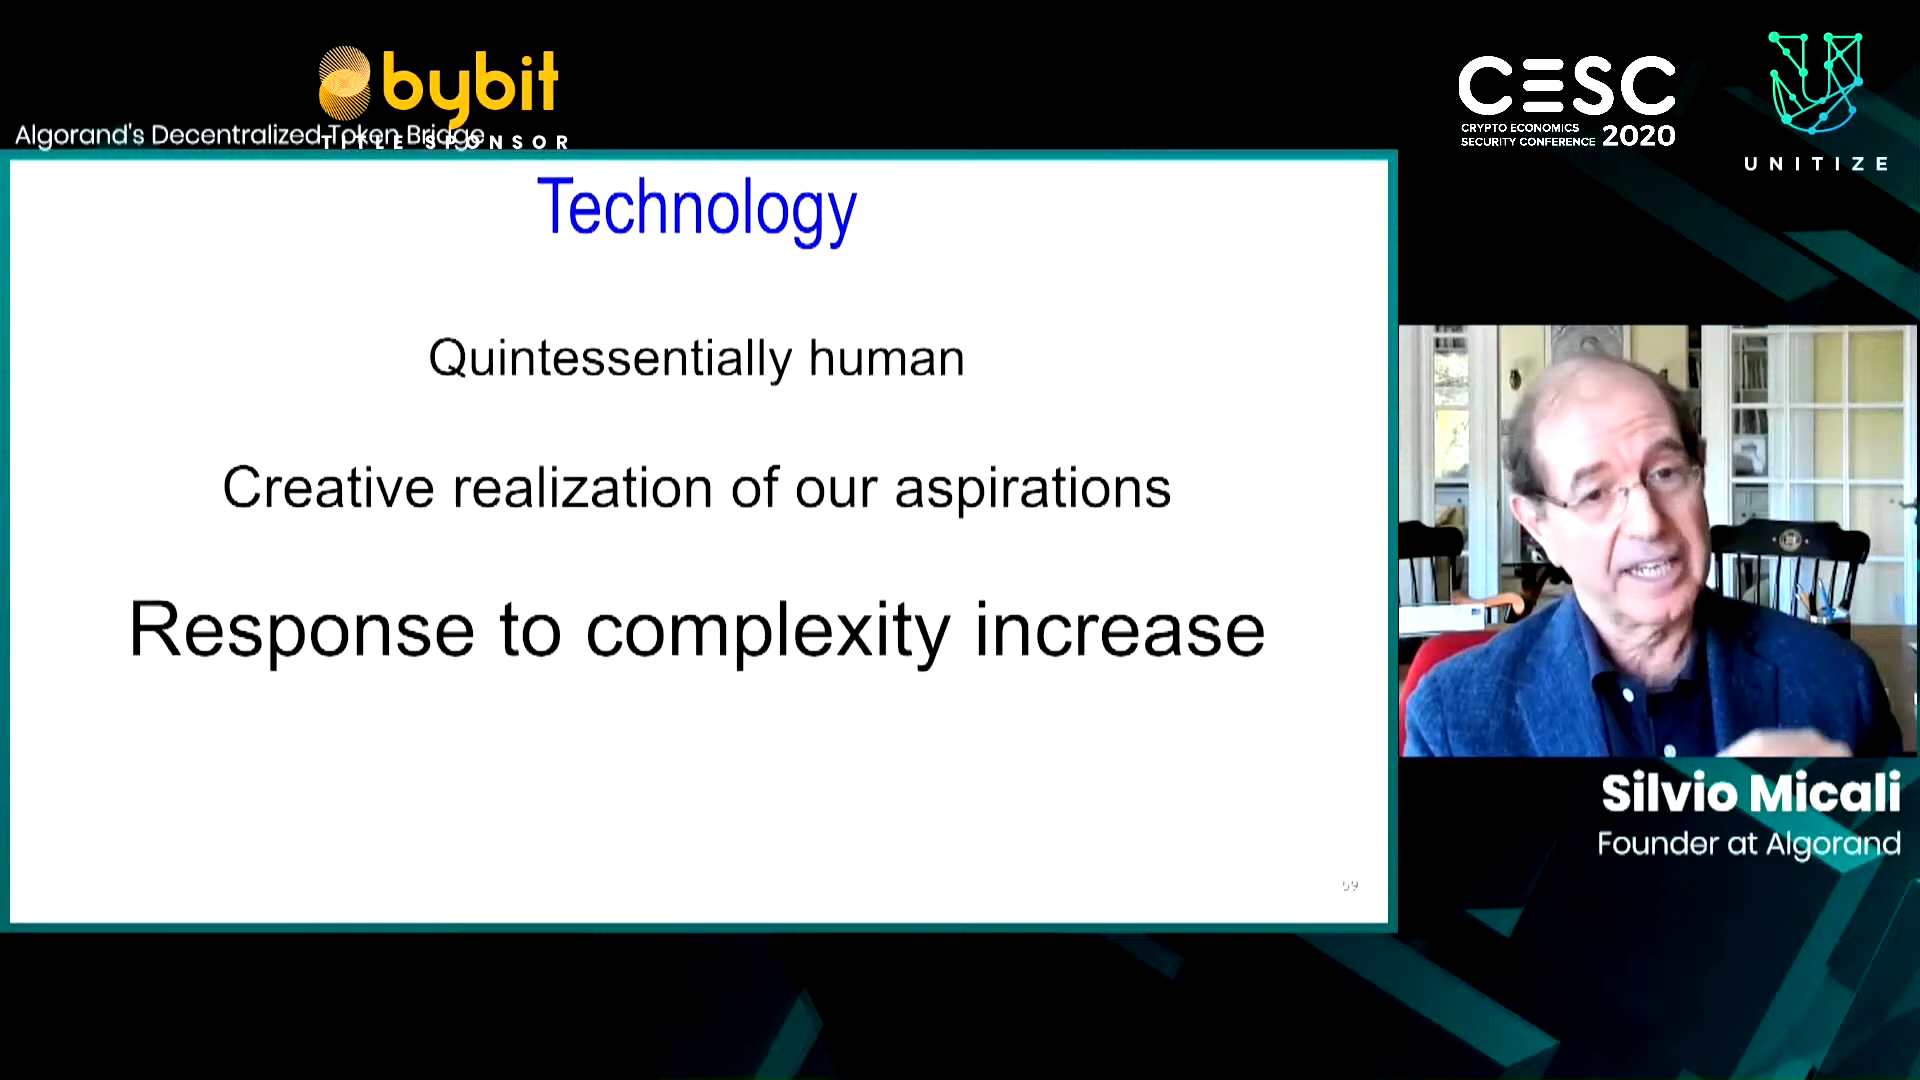 bybit
TITLE SPONSOR
Algorand's Decentralized Token Bridge
CESC
CRYPTO ECONOMICS
SECURITY CONFERENCE 2020
UNITIZE
Technology
Quintessentially human
Creative realization of our aspirations
Response to complexity increase
Silvio Micali
Founder at Algorand